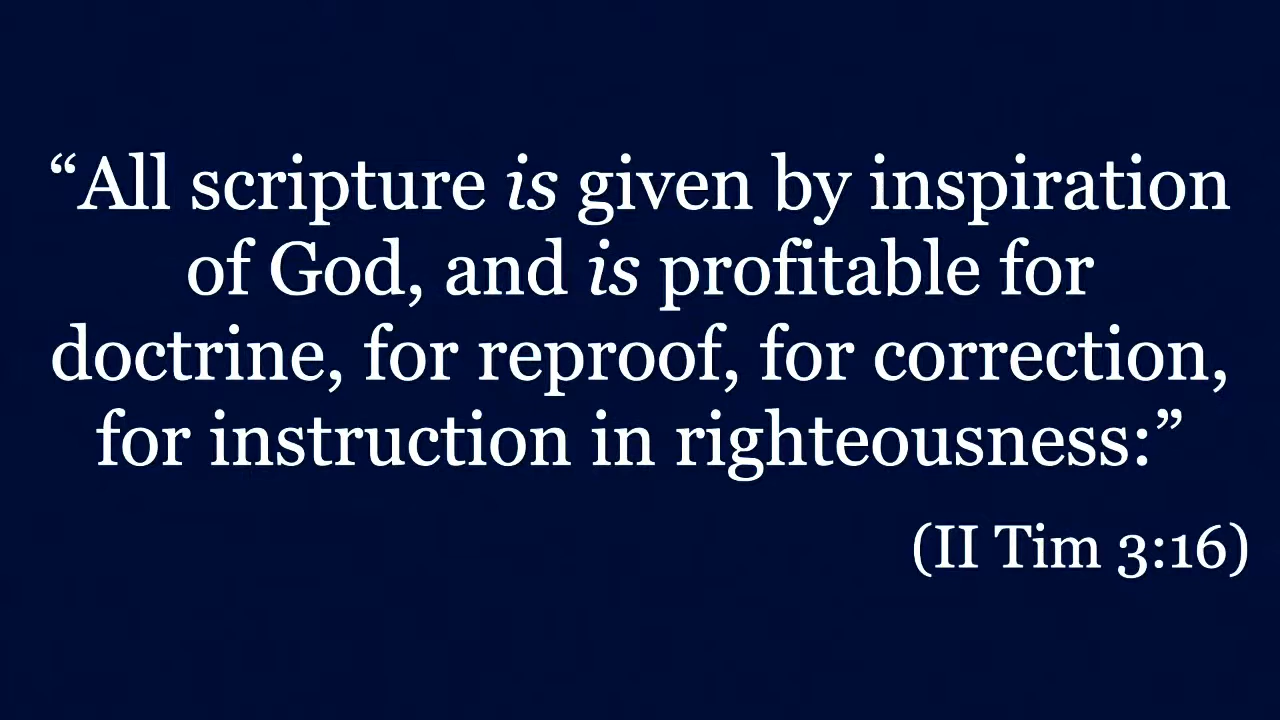 “All scripture is given by inspiration
of God, and is profitable for
doctrine, for reproof, for correction,
for instruction in righteousness:”
(II Tim 3:16)